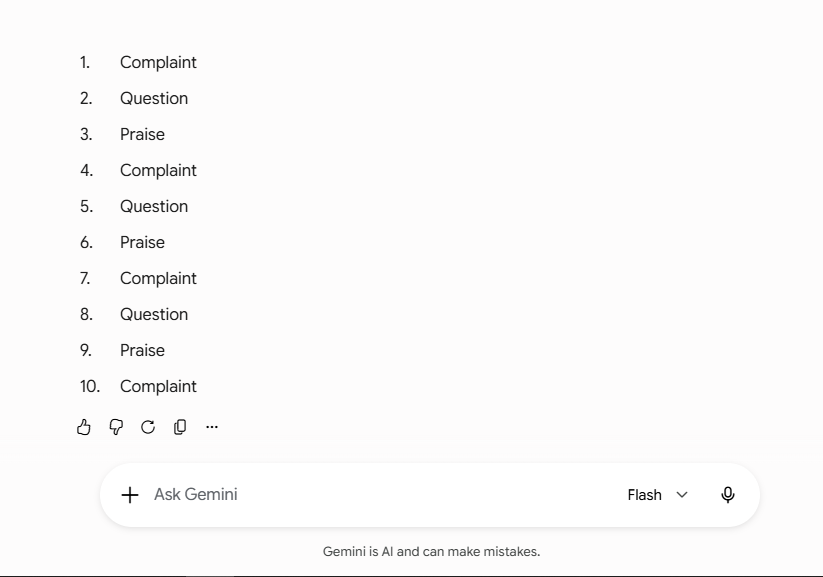 1. Complaint
2. Question
3. Praise
4. Complaint
5. Question
6. Praise
7. Complaint
8. Question
9. Praise
10. Complaint
Ask Gemini Flash
Gemini is AI and can make mistakes.